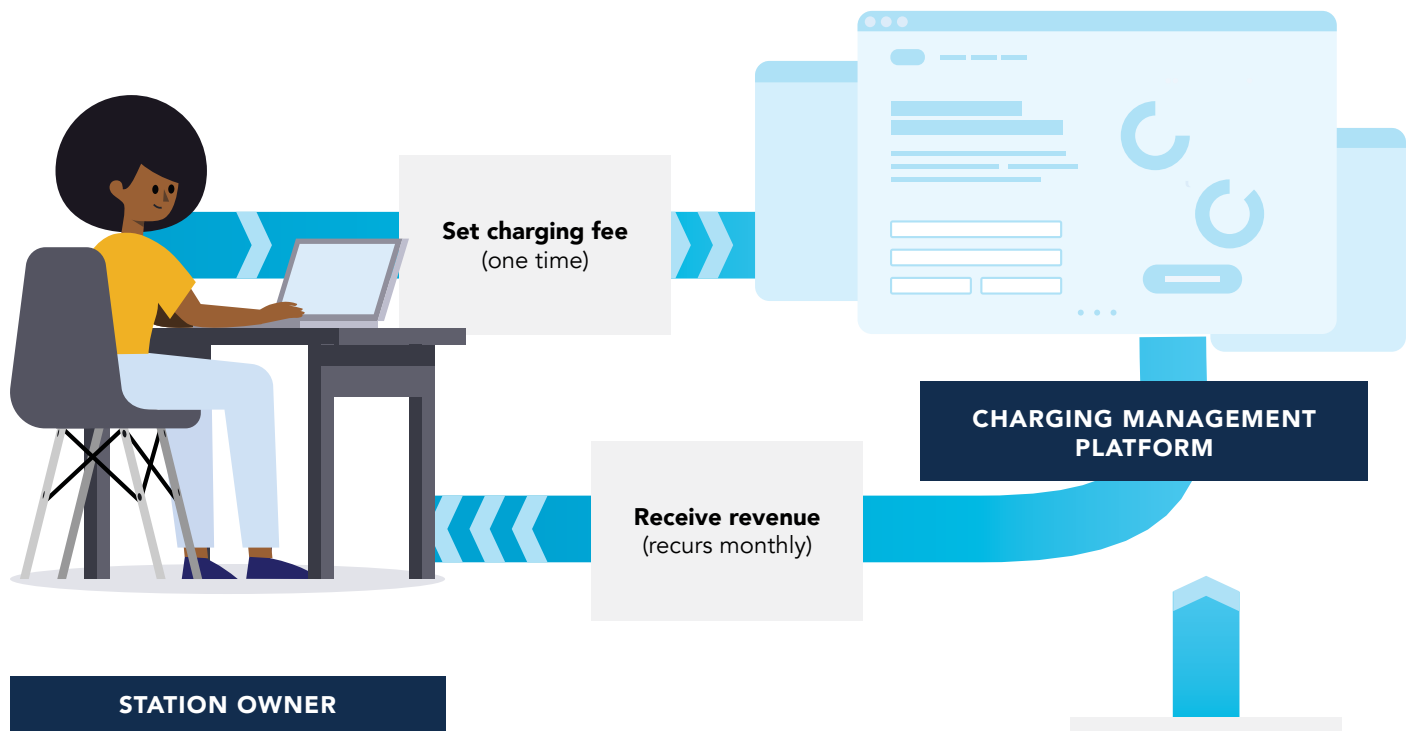 Set charging fee
(one time)
CHARGING MANAGEMENT
PLATFORM
Receive revenue
(recurs monthly)
STATION OWNER